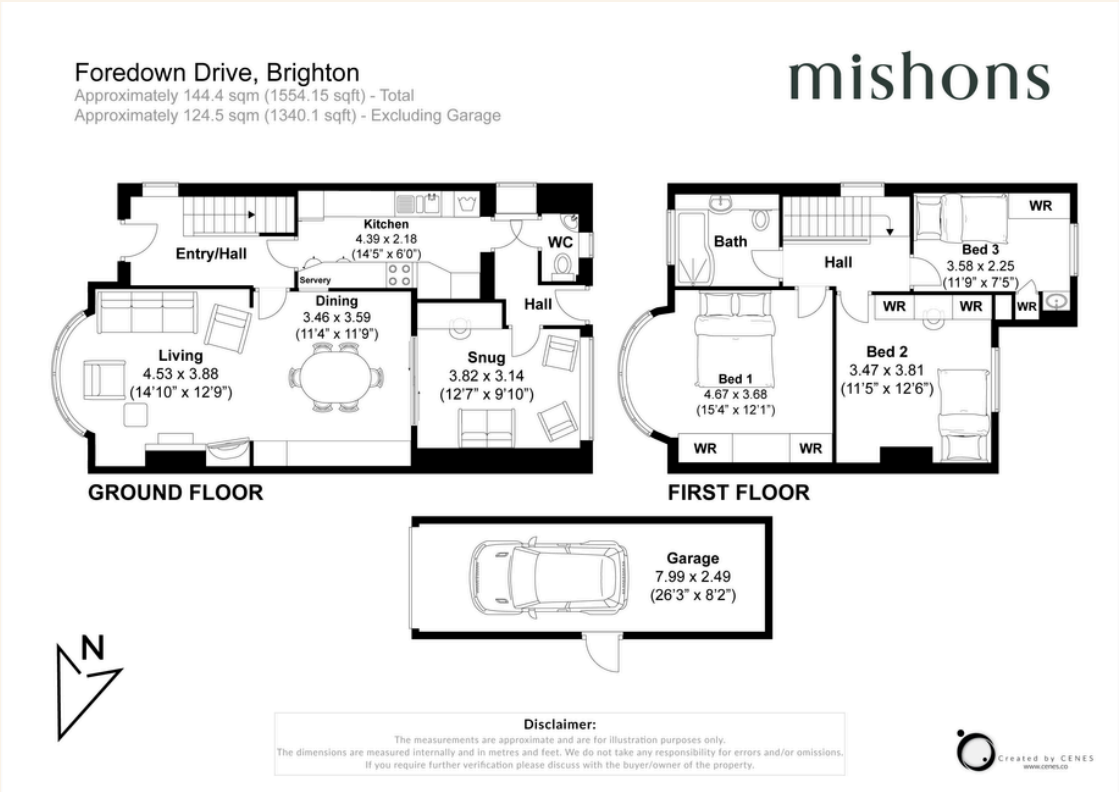 Foredown Drive, Brighton
Approximately 144.4 sqm (1554.15 sqft) - Total
Approximately 124.5 sqm (1340.1 sqft) - Excluding Garage
mishons
Entry/Hall
Kitchen
4.39 x 2.18
(14'5" x 6'0")
WC
Servery
Dining
3.46 x 3.59
(11'4" x 11'9")
Hall
Living
4.53 x 3.88
(14'10" x 12'9")
Snug
3.82 x 3.14
(12'7" x 9'10")
GROUND FLOOR
Bath
Hall
WR
Bed 3
3.58 x 2.25
(11'9" x 7'5")
WR
WR
WR
Bed 1
4.67 x 3.68
(15'4" x 12'1")
Bed 2
3.47 x 3.81
(11'5" x 12'6")
WR
WR
FIRST FLOOR
Garage
7.99 x 2.49
(26'3" x 8'2")
N
Disclaimer:
The measurements are approximate and are for illustration purposes only.
The dimensions are measured internally and in metres and feet. We do not take any responsibility for errors and/or omissions.
If you require further verification please discuss with the buyer/owner of the property.
Created by CENES
www.cenes.co